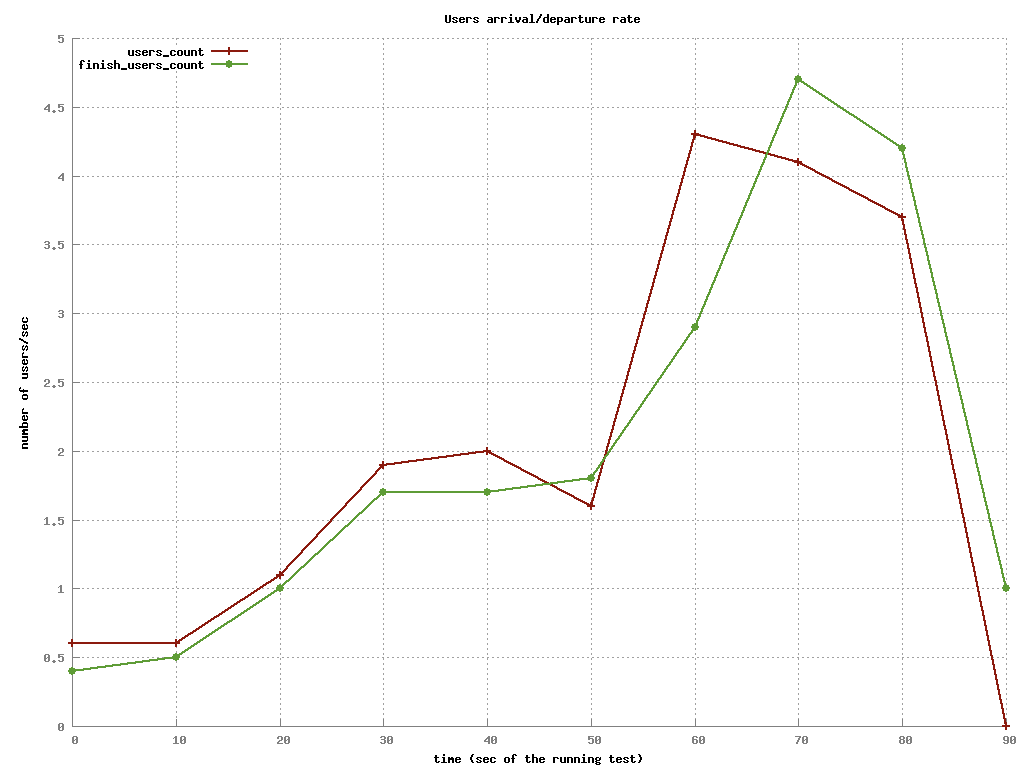 Users arrival/departure rate
users_count
finish_users_count
5
4.5
4
3.5
3
2.5
2
1.5
1
0.5
0
number of users/sec
0 10 20 30 40 50 60 70 80 90
time (sec of the running test)